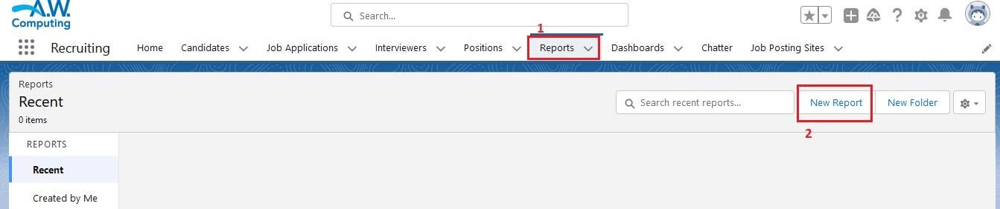 A.W.
Computing
Search...
1
Recruiting Home Candidates Job Applications Interviewers Positions Reports Dashboards Chatter Job Posting Sites
Reports
Recent
0 items
Search recent reports...
New Report
New Folder
2
REPORTS
Recent
Created by Me